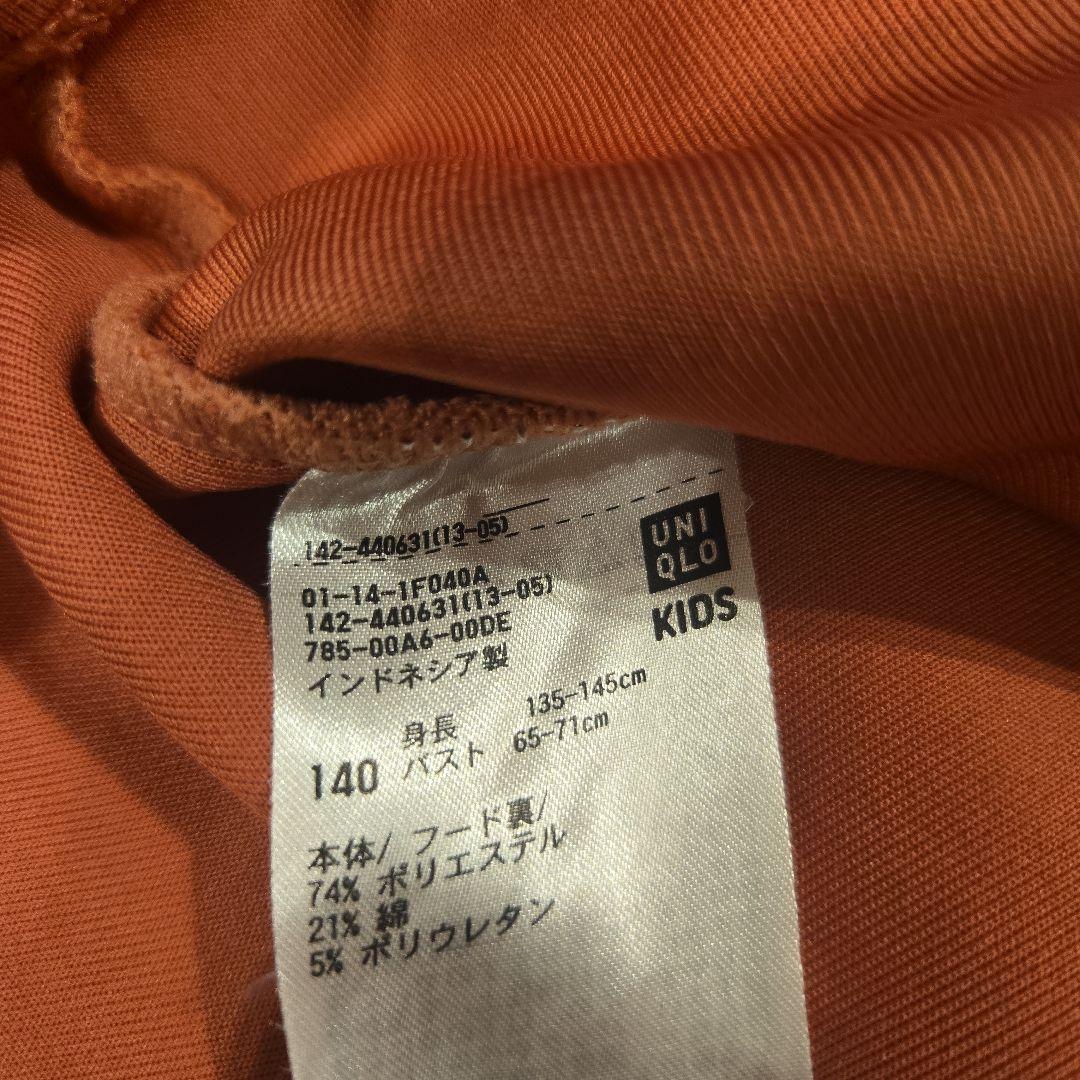 142-440631(13-05)
UNI
QLO
KIDS
01-14-1F040A
142-440631(13-05)
785-00A6-00DE
インドネシア製
140
身長 135-145cm
バスト 65-71cm
本体/ フード裏/
74% ポリエステル
21% 綿
5% ポリウレタン